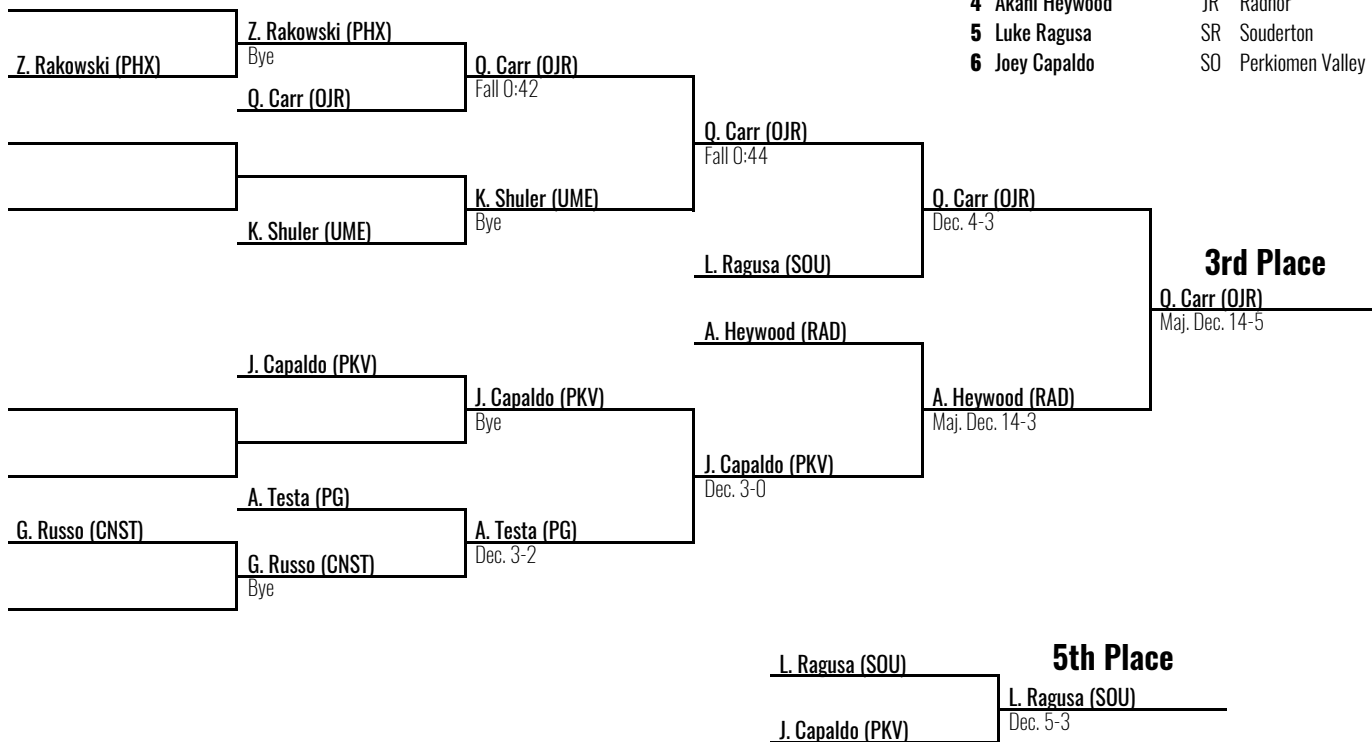 4 Akahi Heywood JR Radnor
5 Luke Ragusa SR Souderton
6 Joey Capaldo SO Perkiomen Valley
Z. Rakowski (PHX)
Z. Rakowski (PHX)
Bye
Q. Carr (OJR)
Q. Carr (OJR)
Fall 0:42
K. Shuler (UME)
K. Shuler (UME)
Bye
Q. Carr (OJR)
Fall 0:44
L. Ragusa (SOU)
Q. Carr (OJR)
Dec. 4-3
3rd Place
Q. Carr (OJR)
Maj. Dec. 14-5
A. Heywood (RAD)
A. Heywood (RAD)
Maj. Dec. 14-3
J. Capaldo (PKV)
J. Capaldo (PKV)
Bye
J. Capaldo (PKV)
Dec. 3-0
A. Testa (PG)
A. Testa (PG)
Dec. 3-2
G. Russo (CNST)
G. Russo (CNST)
Bye
5th Place
L. Ragusa (SOU)
L. Ragusa (SOU)
Dec. 5-3
J. Capaldo (PKV)